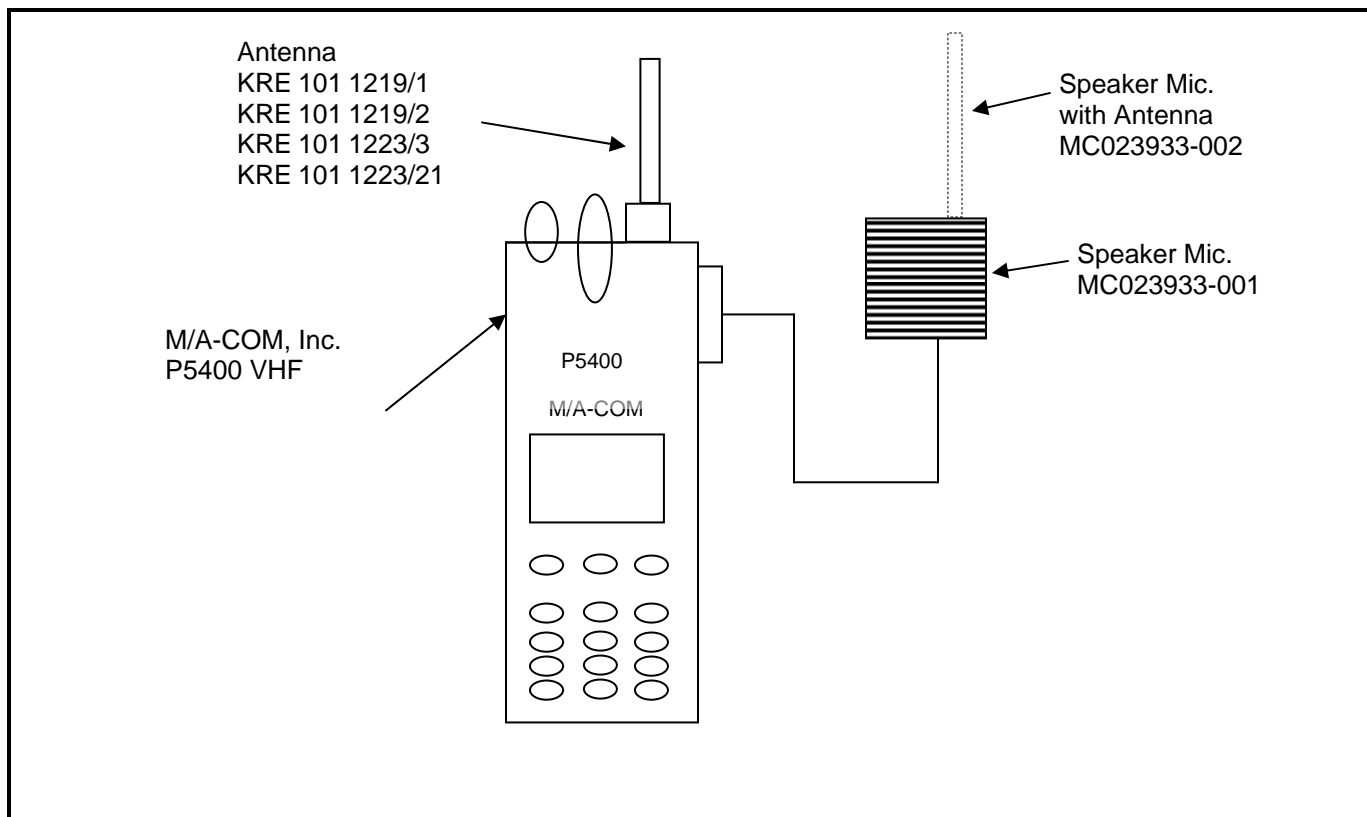 Antenna
KRE 101 1219/1
KRE 101 1219/2
KRE 101 1223/3
KRE 101 1223/21
Speaker Mic.
with Antenna
MC023933-002
Speaker Mic.
MC023933-001
M/A-COM, Inc.
P5400 VHF
P5400
M/A-COM